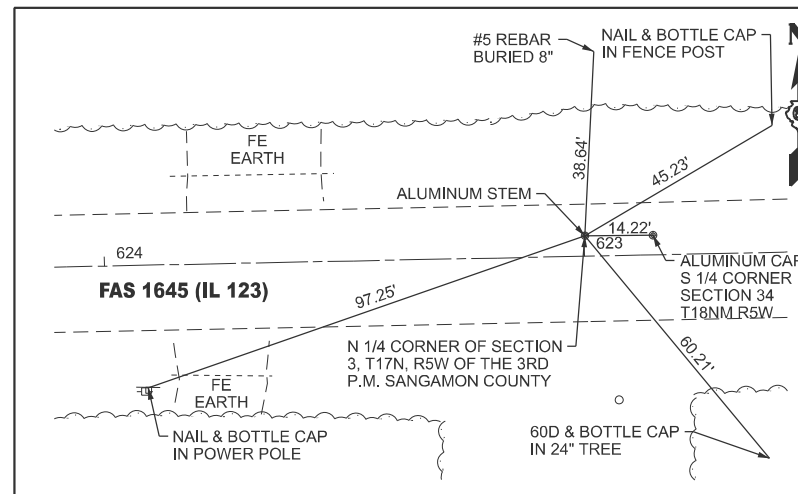 #5 REBAR
BURIED 8"
NAIL & BOTTLE CAP
IN FENCE POST
N
FE
EARTH
38.64'
45.23'
ALUMINUM STEM
14.22'
623
624
ALUMINUM CAP
S 1/4 CORNER
SECTION 34
T18NM R5W
FAS 1645 (IL 123)
97.25'
60.21'
N 1/4 CORNER OF SECTION
3, T17N, R5W OF THE 3RD
P.M. SANGAMON COUNTY
FE
EARTH
NAIL & BOTTLE CAP
IN POWER POLE
60D & BOTTLE CAP
IN 24" TREE